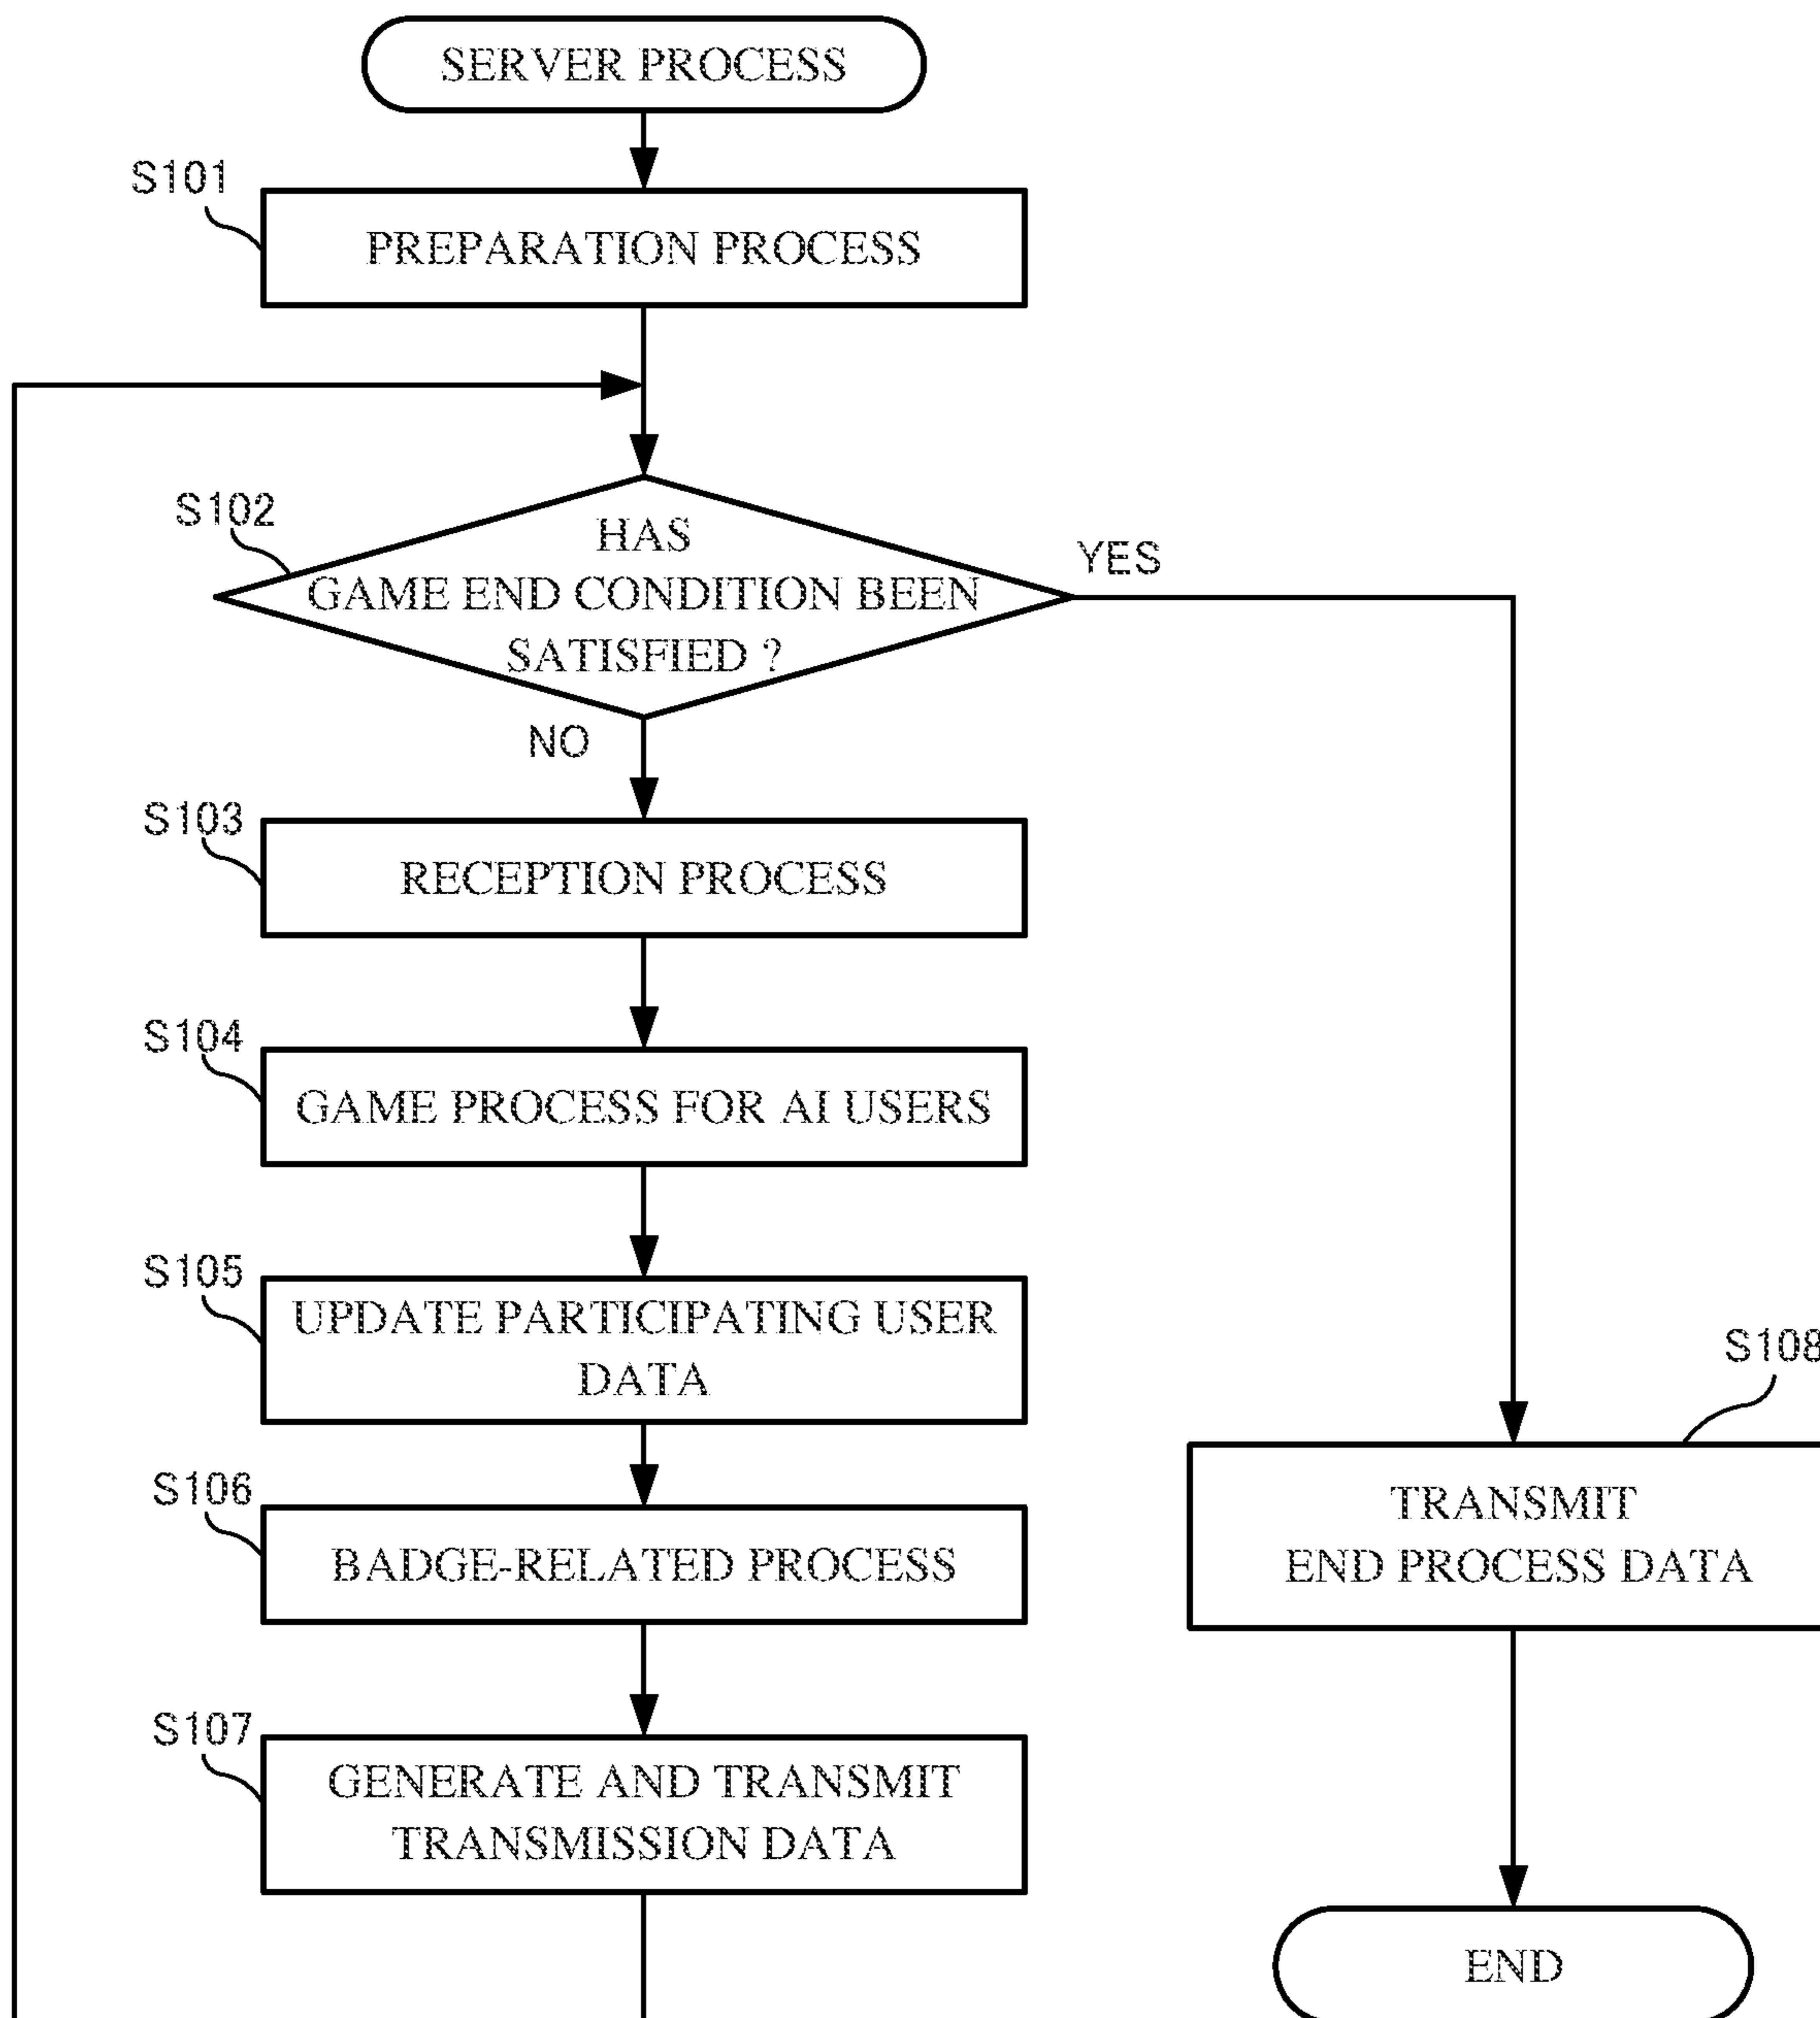 SERVER PROCESS
S101
PREPARATION PROCESS
S102
HAS
GAME END CONDITION BEEN
SATISFIED ?
YES
NO
S103
RECEPTION PROCESS
S104
GAME PROCESS FOR AI USERS
S105
UPDATE PARTICIPATING USER
DATA
S106
BADGE-RELATED PROCESS
S107
GENERATE AND TRANSMIT
TRANSMISSION DATA
S108
TRANSMIT
END PROCESS DATA
END